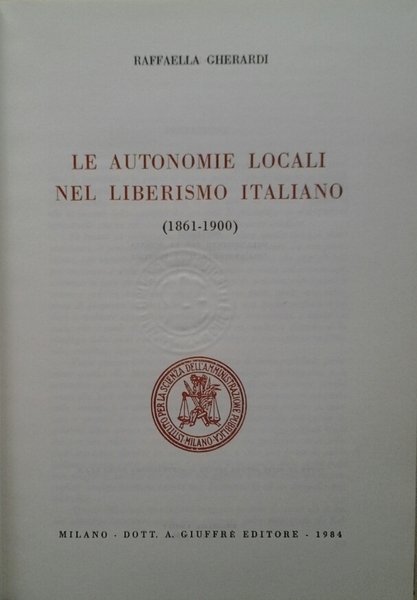 RAFFAELLA GHERARDI
LE AUTONOMIE LOCALI
NEL LIBERISMO ITALIANO
(1861-1900)
ISTITUTO PER LA SCIENZA DELL'AMMINISTRAZIONE PUBBLICA
MILANO
MILANO · DOTT. A. GIUFFRÈ EDITORE · 1984